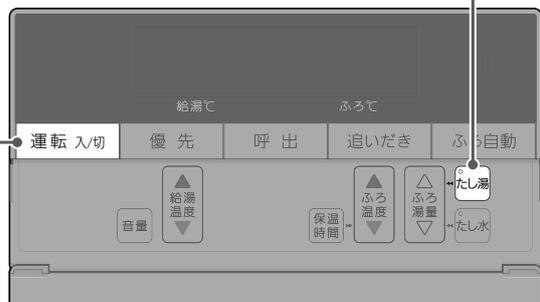 給湯℃ ふろ℃
運転 入/切 優先 呼出 追いだき ふろ自動
音量
給湯
温度
保温
時間
ふろ
温度
ふろ
湯量
たし湯
たし水